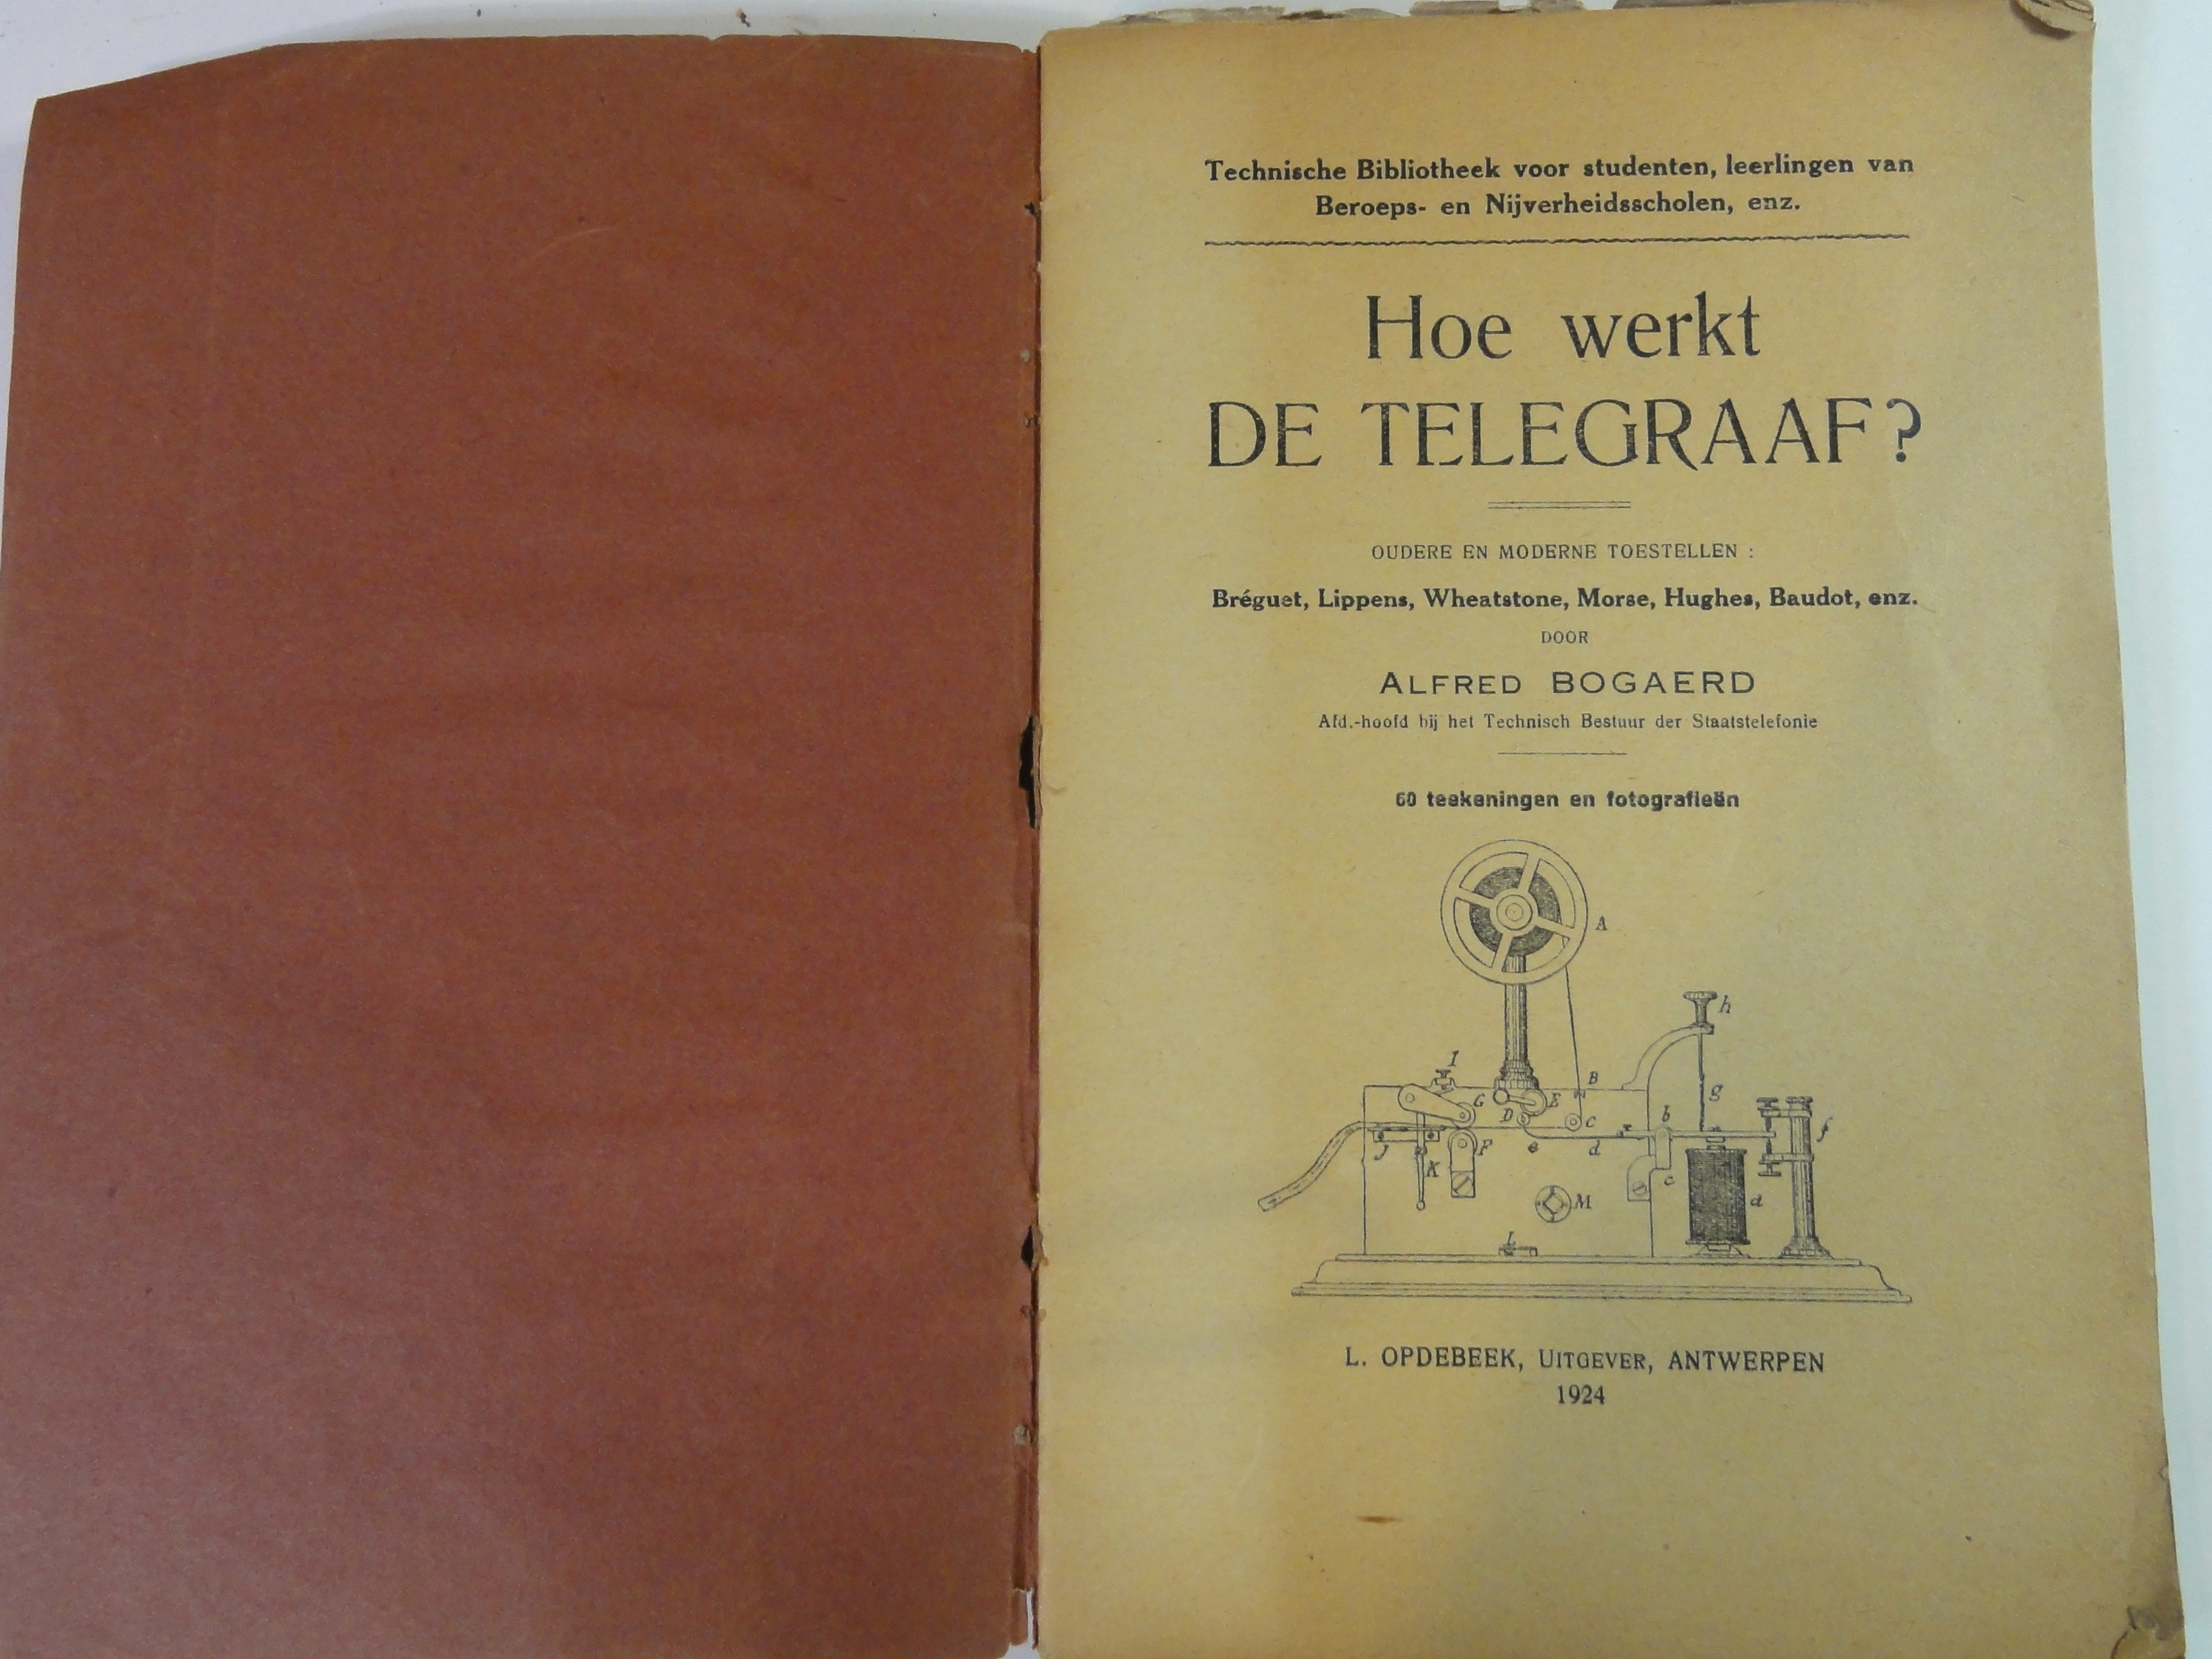 Technische Bibliotheek voor studenten, leerlingen van
Beroeps- en Nijverheidsscholen, enz.
Hoe werkt
DE TELEGRAAF?
OUDERE EN MODERNE TOESTELLEN :
Bréguet, Lippens, Wheatstone, Morse, Hughes, Baudot, enz.
DOOR
ALFRED BOGAERD
Afd.-hoofd bij het Technisch Bestuur der Staatstelefonie
60 teekeningen en fotografieën
A
h
I
B
g
G
D
E
C
b
f
J
K
F
e
d
c
M
a
L
L. OPDEBEEK, UITGEVER, ANTWERPEN
1924